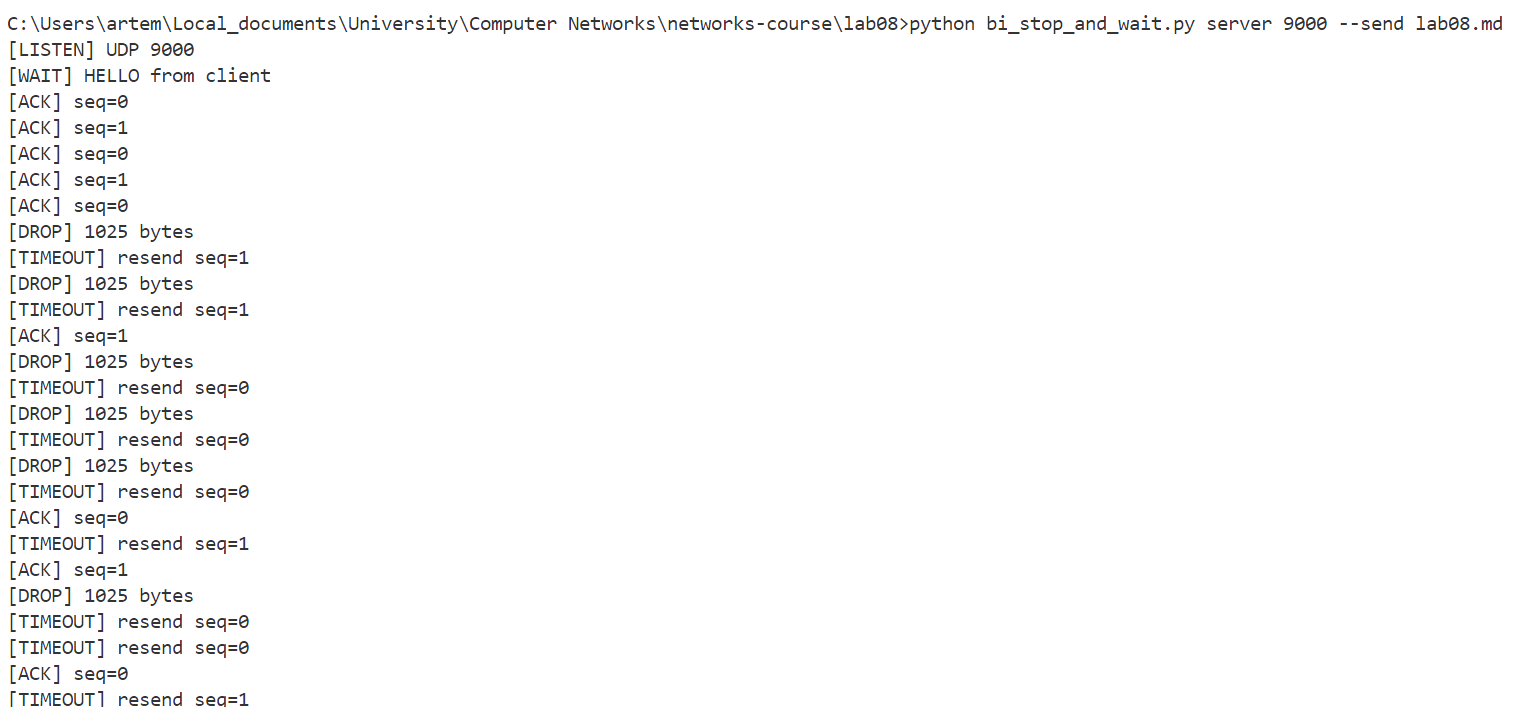 C:\Users\artem\Local_documents\University\Computer Networks\networks-course\lab08>python bi_stop_and_wait.py server 9000 --send lab08.md
[LISTEN] UDP 9000
[WAIT] HELLO from client
[ACK] seq=0
[ACK] seq=1
[ACK] seq=0
[ACK] seq=1
[ACK] seq=0
[DROP] 1025 bytes
[TIMEOUT] resend seq=1
[DROP] 1025 bytes
[TIMEOUT] resend seq=1
[ACK] seq=1
[DROP] 1025 bytes
[TIMEOUT] resend seq=0
[DROP] 1025 bytes
[TIMEOUT] resend seq=0
[DROP] 1025 bytes
[TIMEOUT] resend seq=0
[ACK] seq=0
[TIMEOUT] resend seq=1
[ACK] seq=1
[DROP] 1025 bytes
[TIMEOUT] resend seq=0
[TIMEOUT] resend seq=0
[ACK] seq=0
[TIMEOUT] resend seq=1